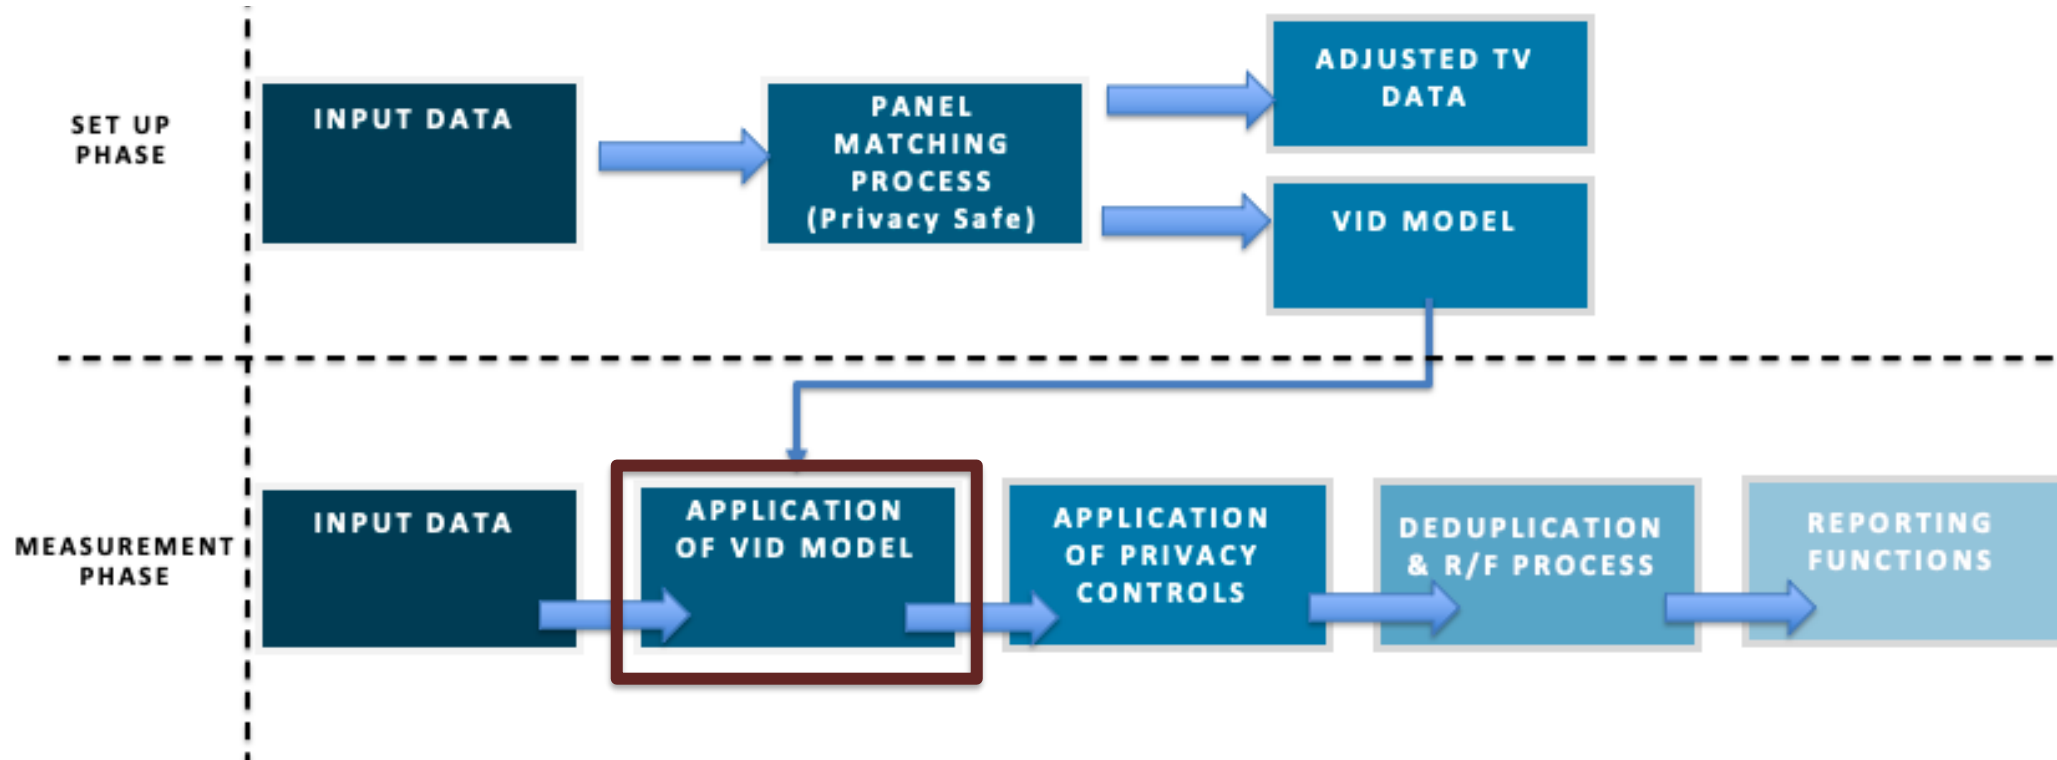 SET UP
PHASE
INPUT DATA
PANEL
MATCHING
PROCESS
(Privacy Safe)
ADJUSTED TV
DATA
VID MODEL
MEASUREMENT
PHASE
INPUT DATA
APPLICATION
OF VID MODEL
APPLICATION
OF PRIVACY
CONTROLS
DEDUPLICATION
& R/F PROCESS
REPORTING
FUNCTIONS